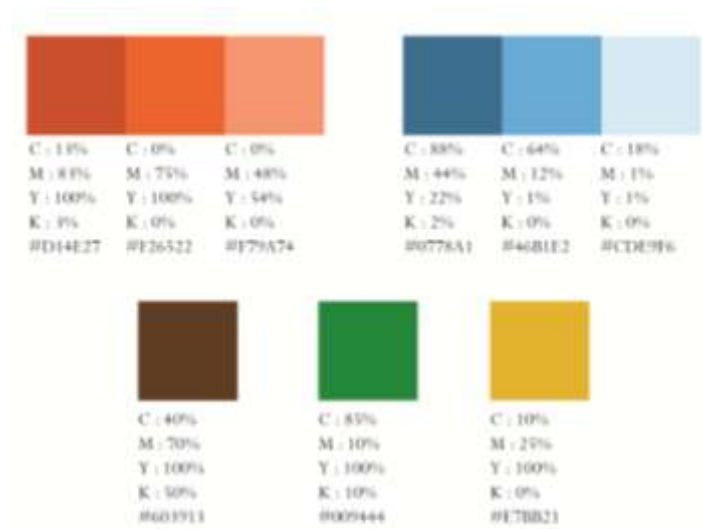 C : 13% C : 0% C : 0%
M : 83% M : 75% M : 48%
Y : 100% Y : 100% Y : 54%
K : 3% K : 0% K : 0%
#D14E27 #F26522 #F79A74
C : 88% C : 64% C : 18%
M : 44% M : 12% M : 1%
Y : 22% Y : 1% Y : 1%
K : 2% K : 0% K : 0%
#0778A1 #46B1E2 #CDE9F6
C : 40%
M : 70%
Y : 100%
K : 50%
#603913
C : 85%
M : 10%
Y : 100%
K : 10%
#009444
C : 10%
M : 25%
Y : 100%
K : 0%
#E7BB21